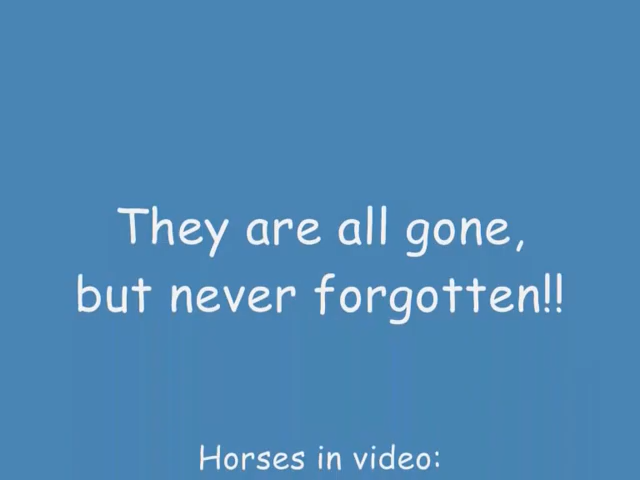 They are all gone,
but never forgotten!!
Horses in video: